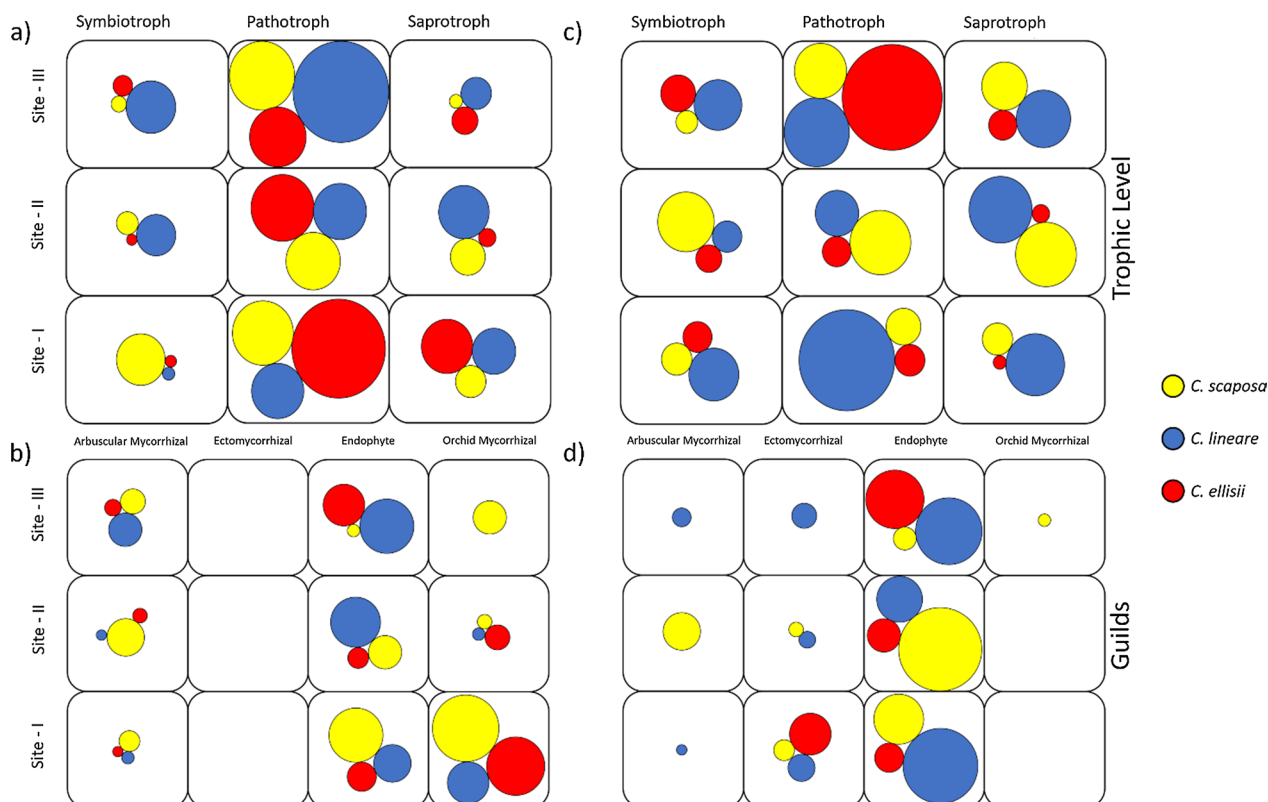 a)
Symbiotroph Pathotroph Saprotroph
Site - III
Site - II
Site - I
c)
Symbiotroph Pathotroph Saprotroph
Trophic Level
b)
Arbuscular Mycorrhizal Ectomycorrhizal Endophyte Orchid Mycorrhizal
Site - III
Site - II
Site - I
d)
Arbuscular Mycorrhizal Ectomycorrhizal Endophyte Orchid Mycorrhizal
Guilds
C. scaposa
C. lineare
C. ellisii